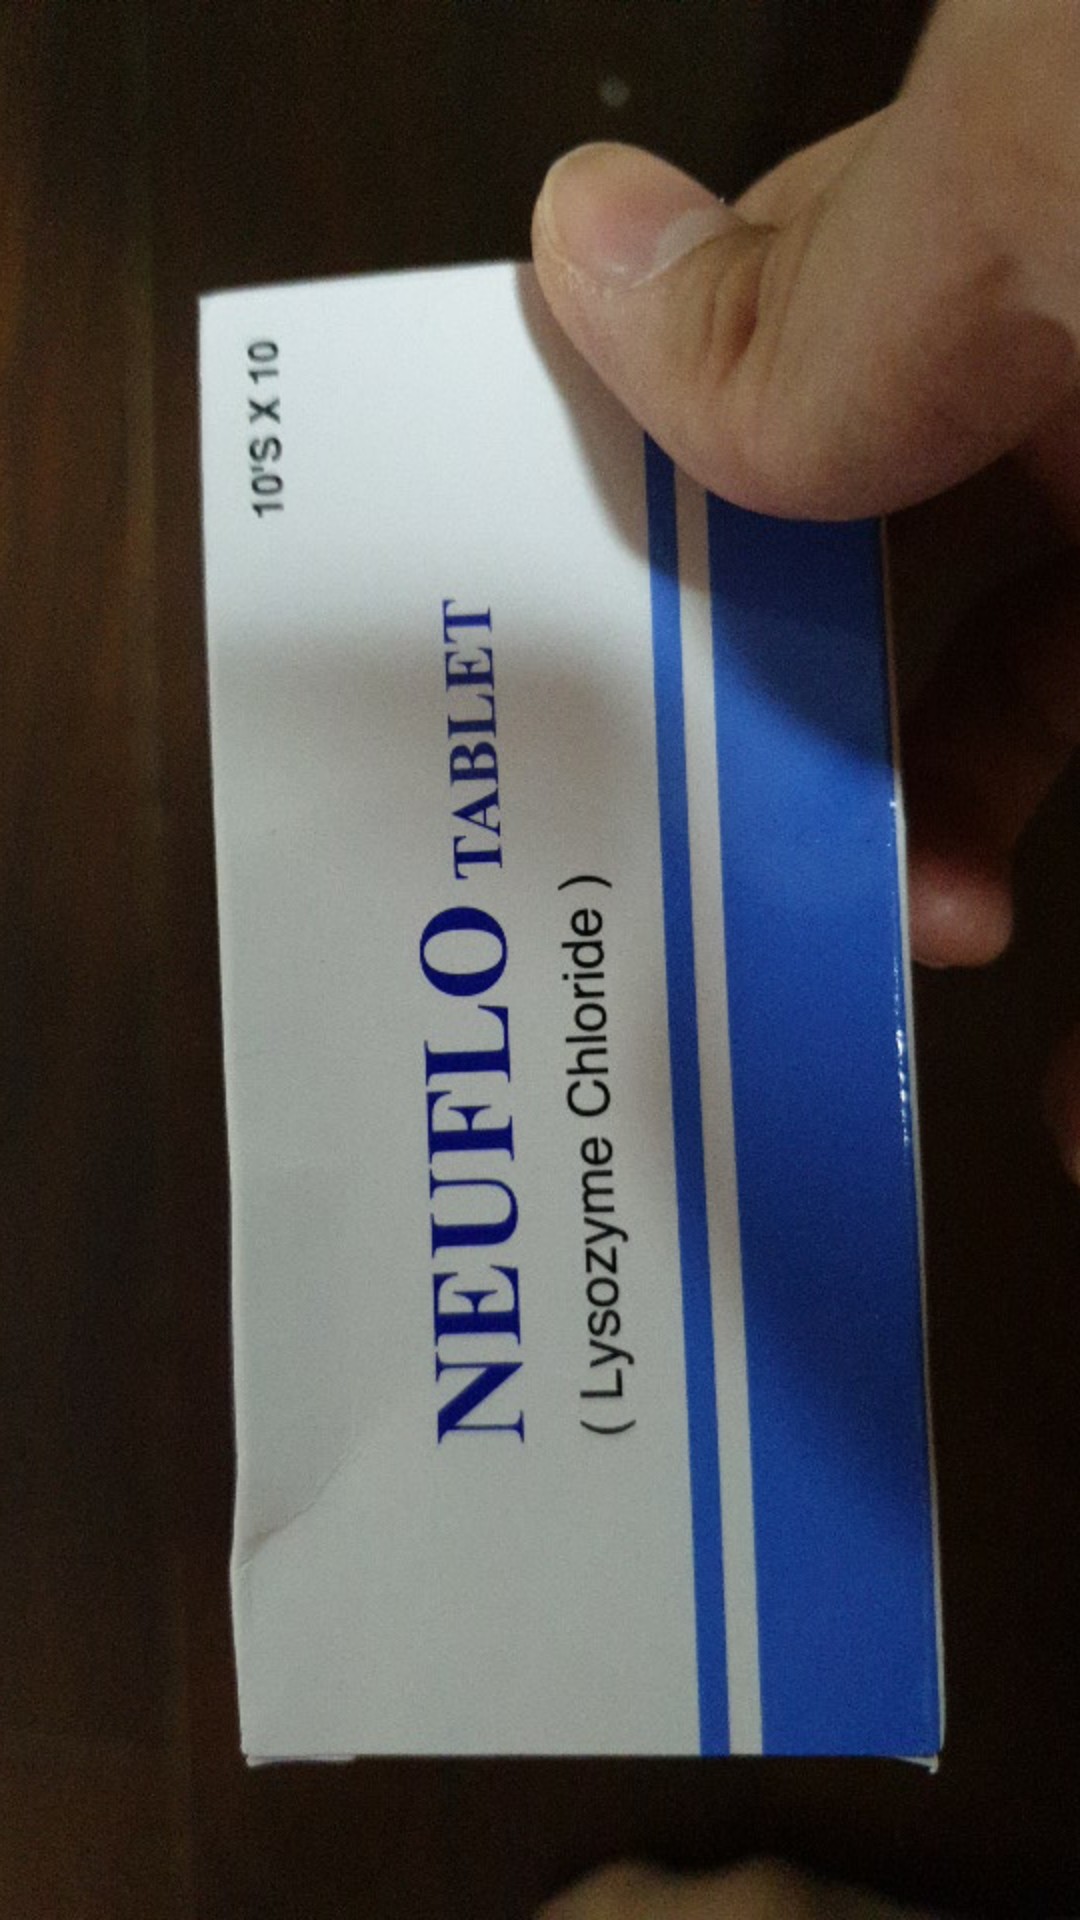 10'S X 10
NEUFLO TABLET
( Lysozyme Chloride )